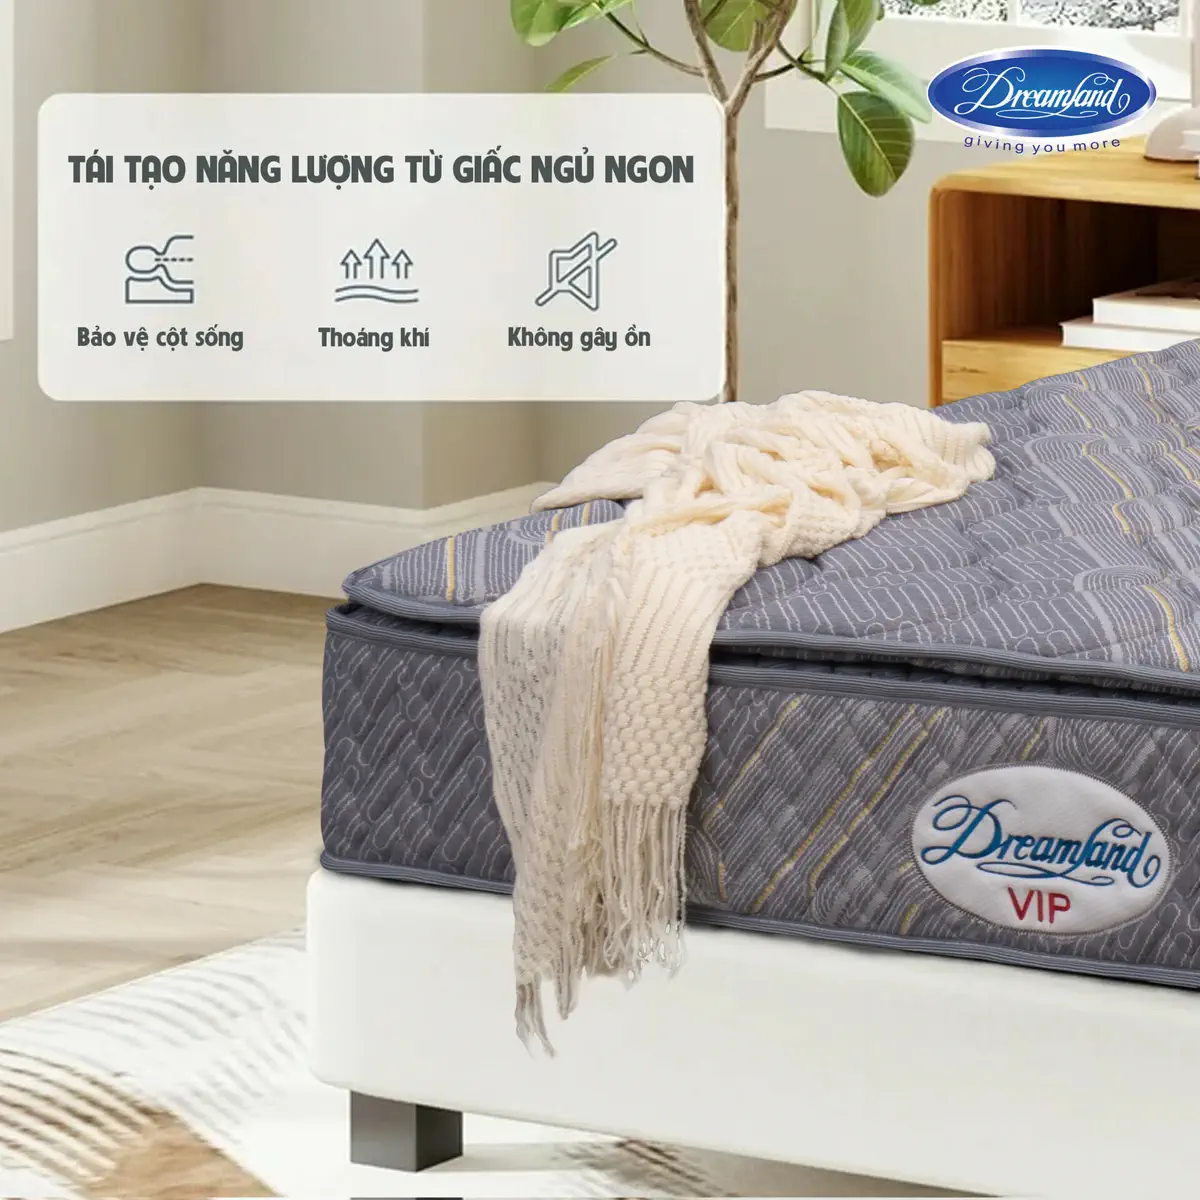 Dreamland
giving you more
TÁI TẠO NĂNG LƯỢNG TỪ GIẤC NGỦ NGON
Bảo vệ cột sống
Thoáng khí
Không gây ồn
Dreamland
VIP